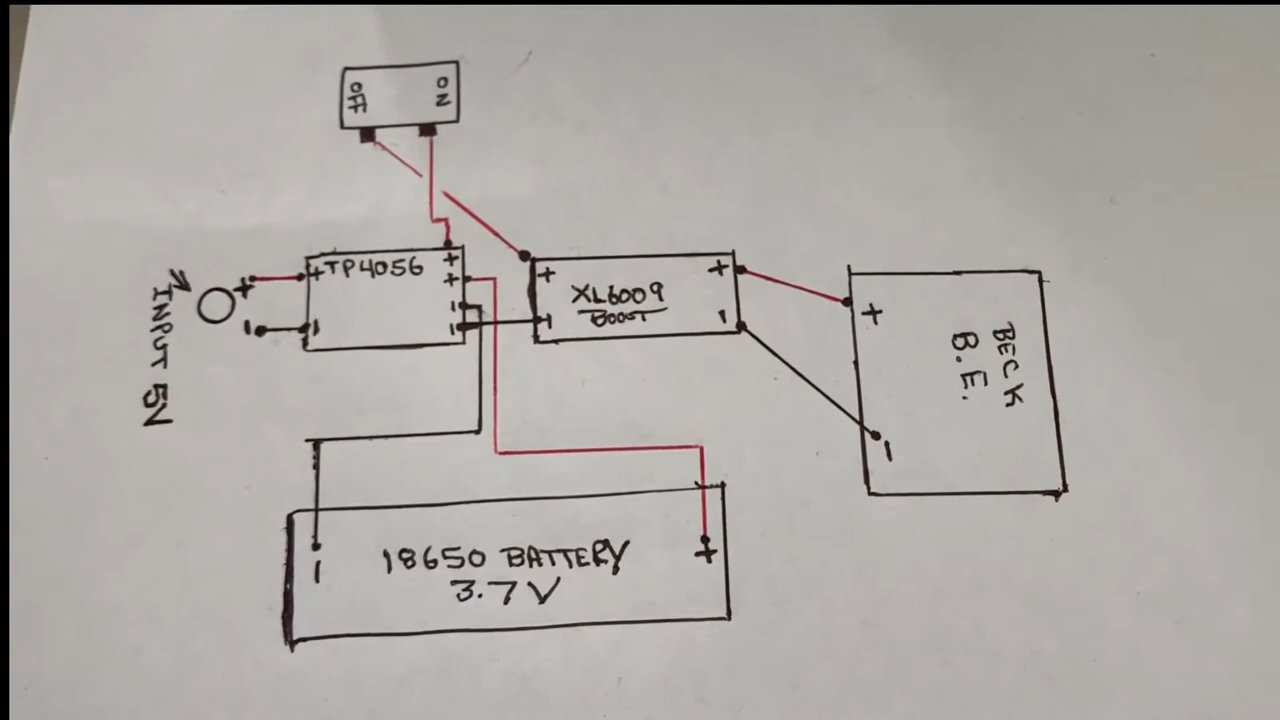 OFF
ON
+ TP4056 +
+
-
- -
+ -
INPUT 5V
+ +
XL6009
BOOST
- -
+
BECK
B.E.
-
18650 BATTERY
3.7V
- +